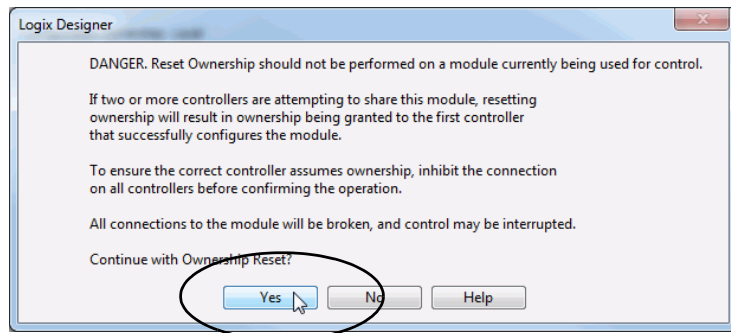 Logix Designer
DANGER. Reset Ownership should not be performed on a module currently being used for control.
If two or more controllers are attempting to share this module, resetting
ownership will result in ownership being granted to the first controller
that successfully configures the module.
To ensure the correct controller assumes ownership, inhibit the connection
on all controllers before confirming the operation.
All connections to the module will be broken, and control may be interrupted.
Continue with Ownership Reset?
Yes No Help